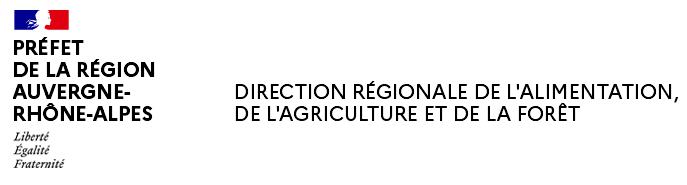 PRÉFET
DE LA RÉGION
AUVERGNE-
RHÔNE-ALPES
Liberté
Égalité
Fraternité
DIRECTION RÉGIONALE DE L'ALIMENTATION,
DE L'AGRICULTURE ET DE LA FORÊT